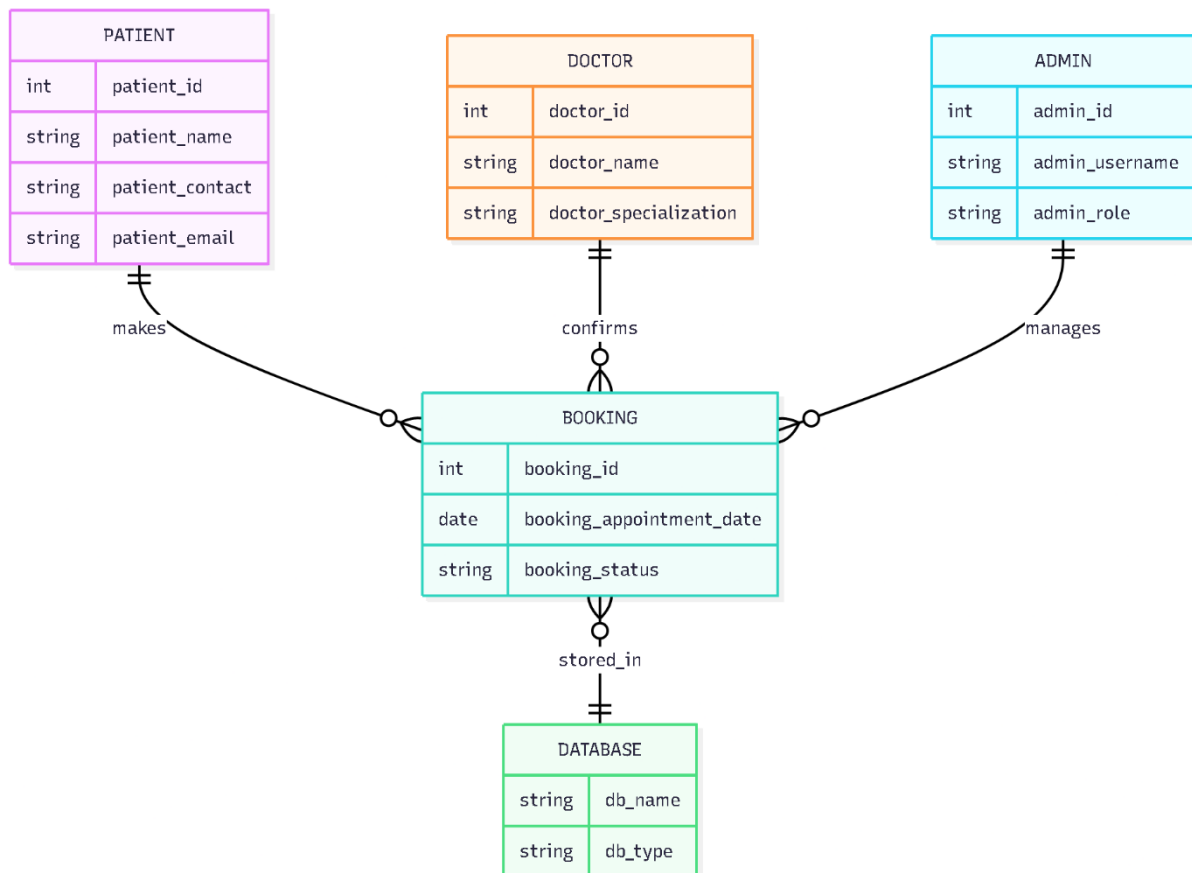 PATIENT
int patient_id
string patient_name
string patient_contact
string patient_email
DOCTOR
int doctor_id
string doctor_name
string doctor_specialization
ADMIN
int admin_id
string admin_username
string admin_role
makes
confirms
manages
BOOKING
int booking_id
date booking_appointment_date
string booking_status
stored_in
DATABASE
string db_name
string db_type